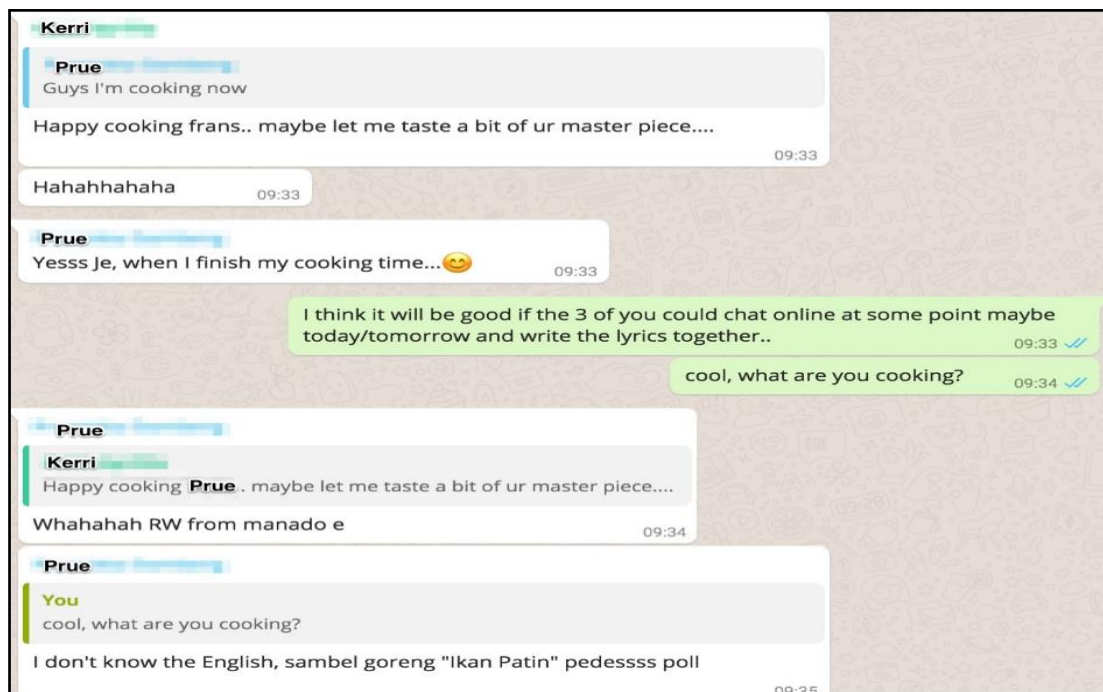 Kerri
Prue
Guys I'm cooking now
Happy cooking frans.. maybe let me taste a bit of ur master piece....
09:33
Hahahhahaha
09:33
Prue
Yesss Je, when I finish my cooking time...😊
09:33
I think it will be good if the 3 of you could chat online at some point maybe
today/tomorrow and write the lyrics together..
09:33
cool, what are you cooking?
09:34
Prue
Kerri
Happy cooking Prue. maybe let me taste a bit of ur master piece....
Whahahah RW from manado e
09:34
Prue
You
cool, what are you cooking?
I don't know the English, sambel goreng "Ikan Patin" pedessss poll
09:35